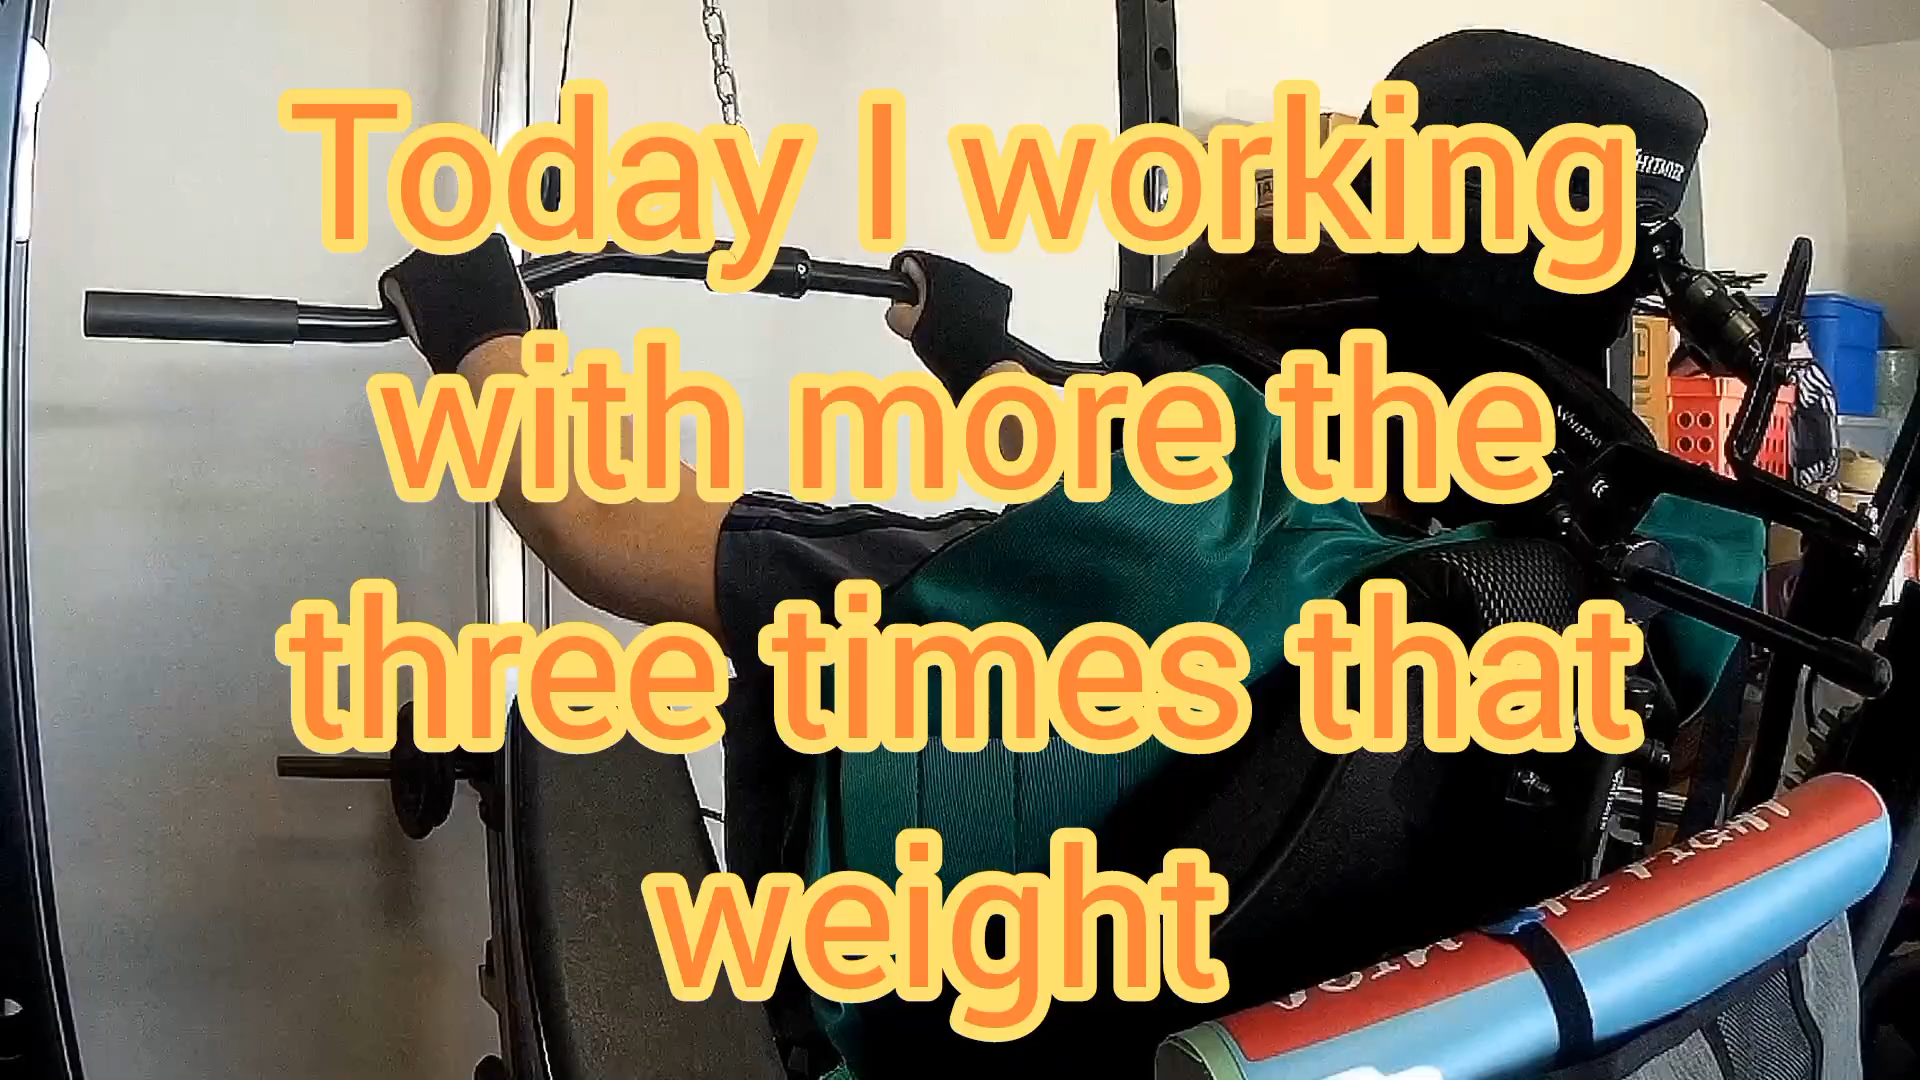 Today I working
with more the
three times that
weight